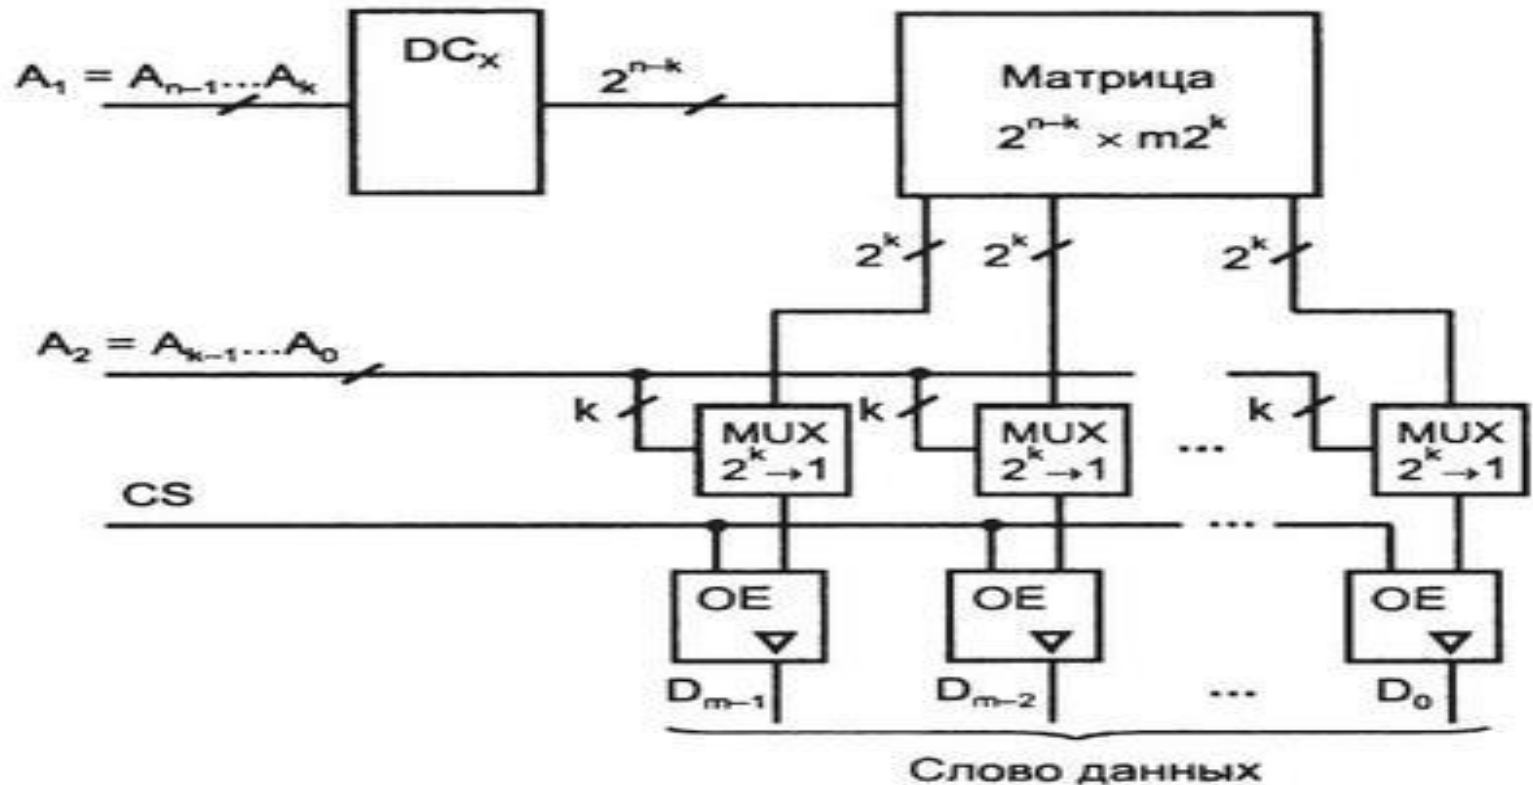 DCₓ
A₁ = Aₙ₋₁...Aₖ
2ⁿ⁻ᵏ
Матрица
2ⁿ⁻ᵏ × m2ᵏ
2ᵏ 2ᵏ 2ᵏ
A₂ = Aₖ₋₁...A₀
k k k
MUX MUX ... MUX
2ᵏ→1 2ᵏ→1 2ᵏ→1
CS
...
OE OE OE
Dₘ₋₁ Dₘ₋₂ ... D₀
Слово данных